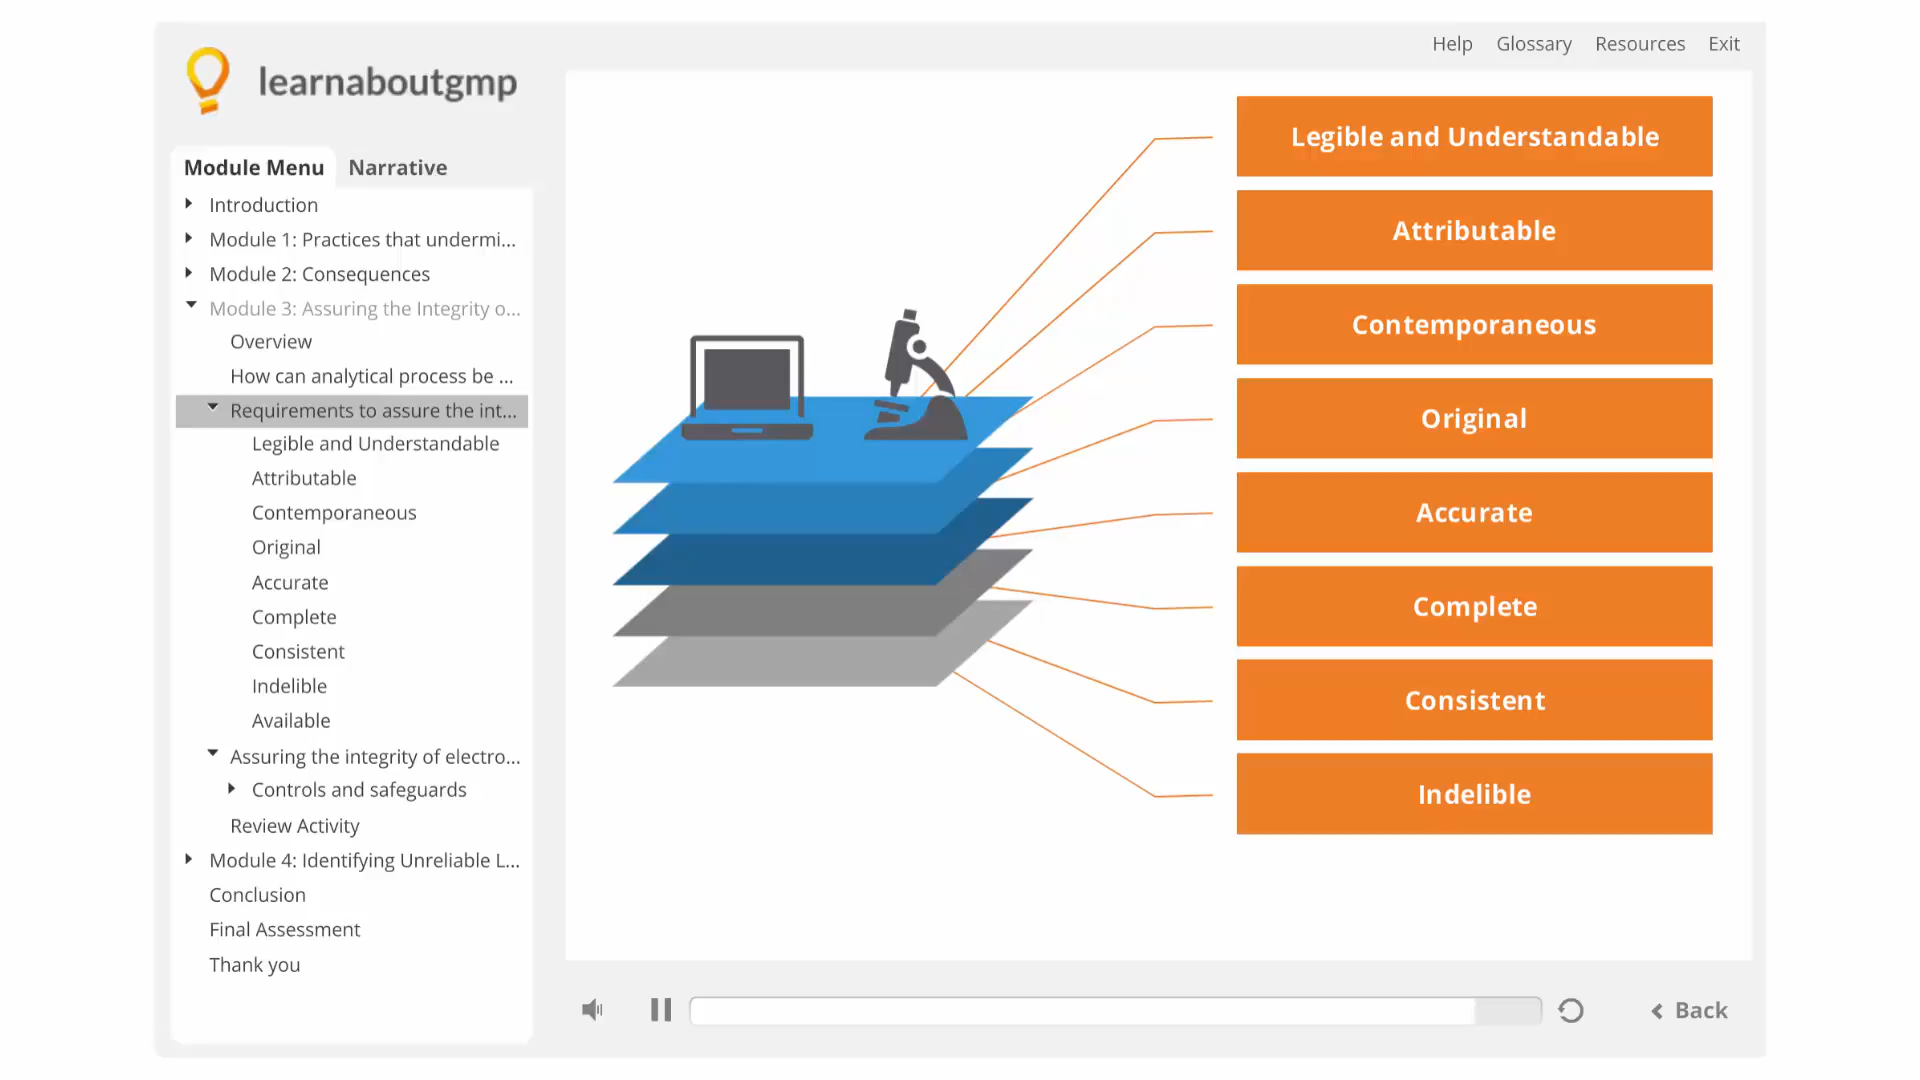 Help Glossary Resources Exit
learnaboutgmp
Module Menu Narrative
Introduction
Module 1: Practices that undermi...
Module 2: Consequences
Module 3: Assuring the Integrity o...
Overview
How can analytical process be ...
Requirements to assure the int...
Legible and Understandable
Attributable
Contemporaneous
Original
Accurate
Complete
Consistent
Indelible
Available
Assuring the integrity of electro...
Controls and safeguards
Review Activity
Module 4: Identifying Unreliable L...
Conclusion
Final Assessment
Thank you
Legible and Understandable
Attributable
Contemporaneous
Original
Accurate
Complete
Consistent
Indelible
Back